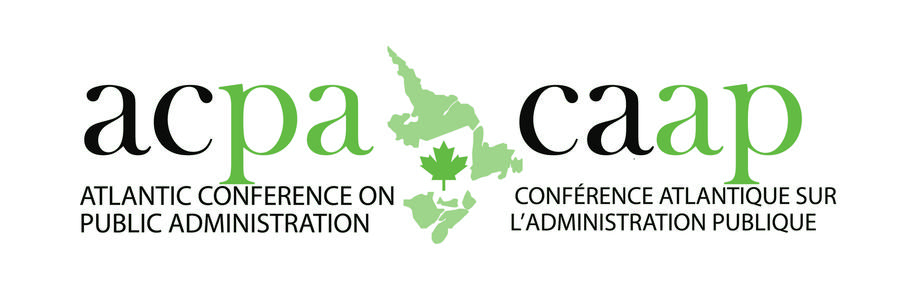 acpa
ATLANTIC CONFERENCE ON
PUBLIC ADMINISTRATION
caap
CONFÉRENCE ATLANTIQUE SUR
L'ADMINISTRATION PUBLIQUE